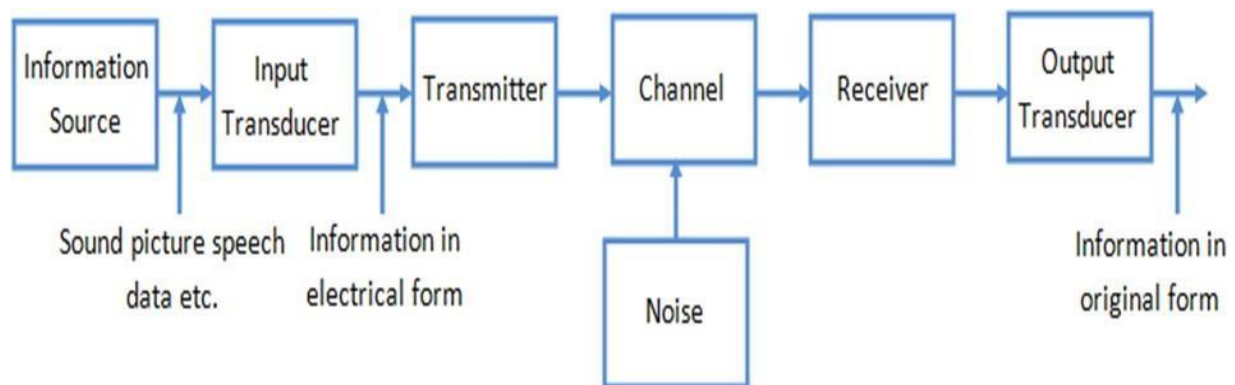 Information
Source
Input
Transducer
Transmitter
Channel
Receiver
Output
Transducer
Sound picture speech
data etc.
Information in
electrical form
Noise
Information in
original form